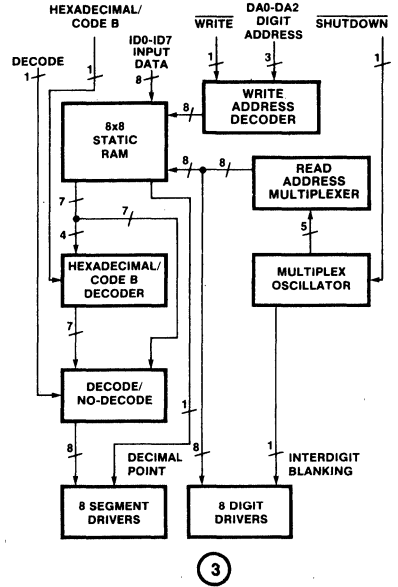 HEXADECIMAL/
CODE B
DECODE
1
1
ID0-ID7
INPUT
DATA
8
WRITE
1
DA0-DA2
DIGIT
ADDRESS
3
SHUTDOWN
1
8x8
STATIC
RAM
8
WRITE
ADDRESS
DECODER
8
8
READ
ADDRESS
MULTIPLEXER
7
7
4
5
HEXADECIMAL/
CODE B
DECODER
MULTIPLEX
OSCILLATOR
7
DECODE/
NO-DECODE
1
8
DECIMAL
POINT
8
1
INTERDIGIT
BLANKING
8 SEGMENT
DRIVERS
8 DIGIT
DRIVERS
3